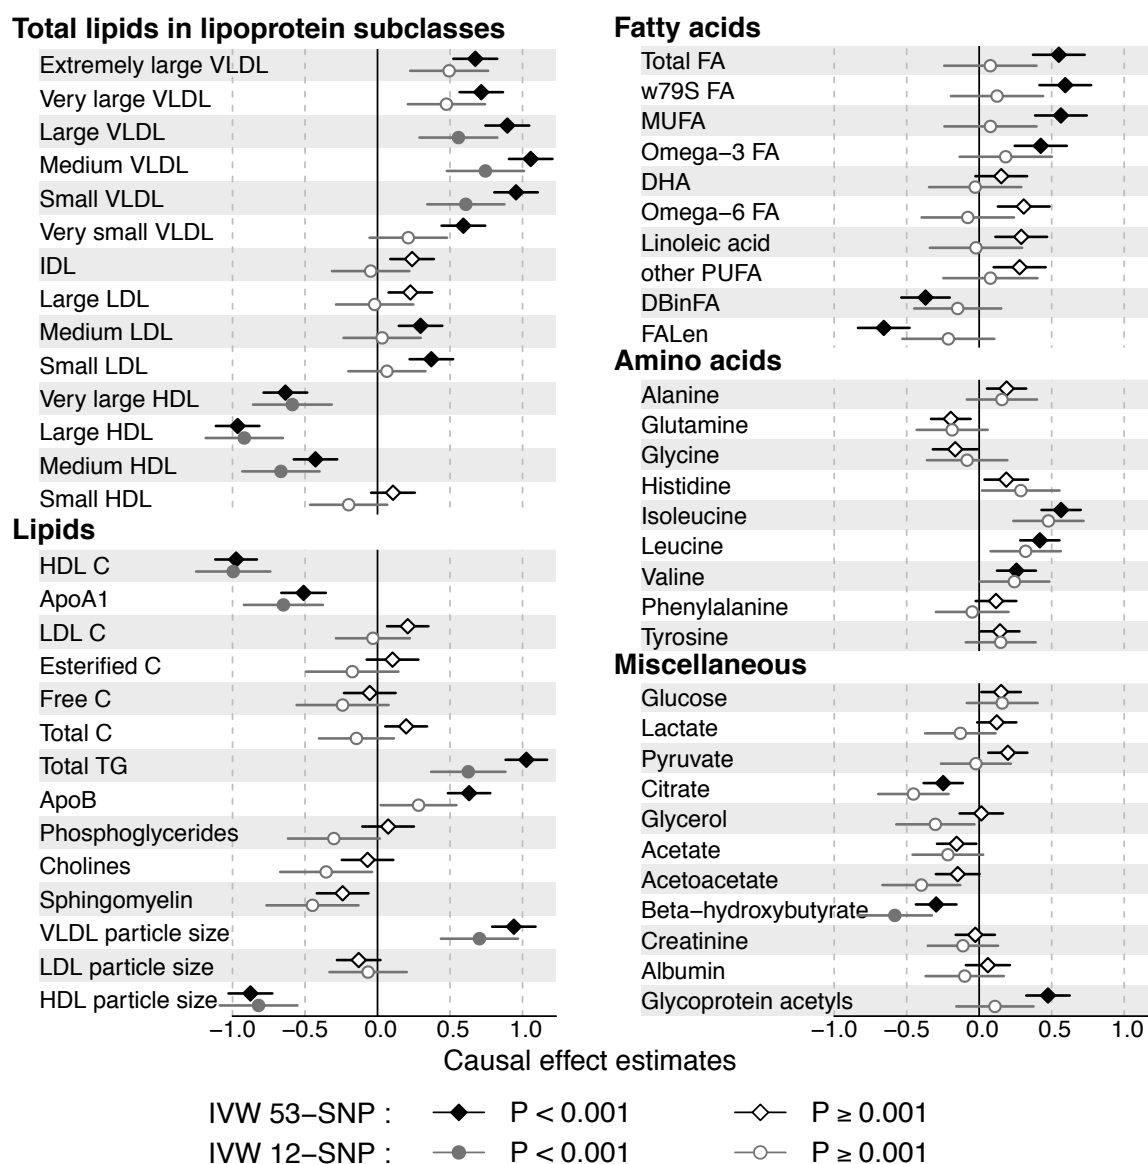 Total lipids in lipoprotein subclasses
Extremely large VLDL
Very large VLDL
Large VLDL
Medium VLDL
Small VLDL
Very small VLDL
IDL
Large LDL
Medium LDL
Small LDL
Very large HDL
Large HDL
Medium HDL
Small HDL
Lipids
HDL C
ApoA1
LDL C
Esterified C
Free C
Total C
Total TG
ApoB
Phosphoglycerides
Cholines
Sphingomyelin
VLDL particle size
LDL particle size
HDL particle size
−1.0 −0.5 0.0 0.5 1.0
Fatty acids
Total FA
w79S FA
MUFA
Omega−3 FA
DHA
Omega−6 FA
Linoleic acid
other PUFA
DBinFA
FALen
Amino acids
Alanine
Glutamine
Glycine
Histidine
Isoleucine
Leucine
Valine
Phenylalanine
Tyrosine
Miscellaneous
Glucose
Lactate
Pyruvate
Citrate
Glycerol
Acetate
Acetoacetate
Beta−hydroxybutyrate
Creatinine
Albumin
Glycoprotein acetyls
−1.0 −0.5 0.0 0.5 1.0
Causal effect estimates
IVW 53−SNP : P < 0.001 P ≥ 0.001
IVW 12−SNP : P < 0.001 P ≥ 0.001